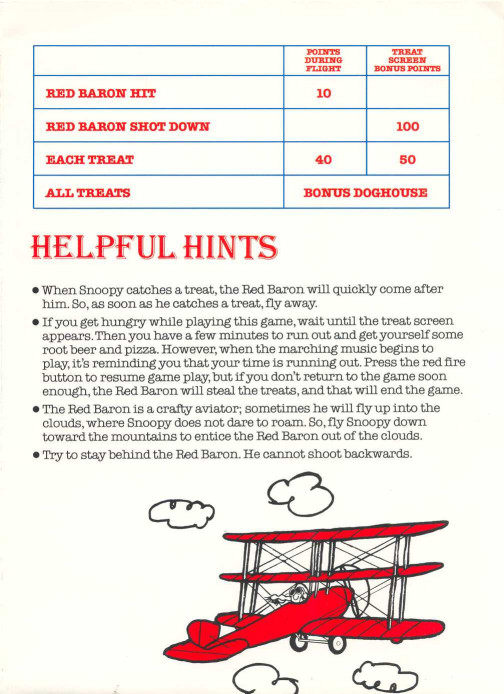 POINTS DURING FLIGHT
TREAT SCREEN BONUS POINTS
RED BARON HIT 10
RED BARON SHOT DOWN 100
EACH TREAT 40 50
ALL TREATS BONUS DOGHOUSE
HELPFUL HINTS
• When Snoopy catches a treat, the Red Baron will quickly come after
him. So, as soon as he catches a treat, fly away.
• If you get hungry while playing this game, wait until the treat screen
appears. Then you have a few minutes to run out and get yourself some
root beer and pizza. However, when the marching music begins to
play, it's reminding you that your time is running out. Press the red fire
button to resume game play, but if you don't return to the game soon
enough, the Red Baron will steal the treats, and that will end the game.
• The Red Baron is a crafty aviator; sometimes he will fly up into the
clouds, where Snoopy does not dare to roam. So, fly Snoopy down
toward the mountains to entice the Red Baron out of the clouds.
• Try to stay behind the Red Baron. He cannot shoot backwards.